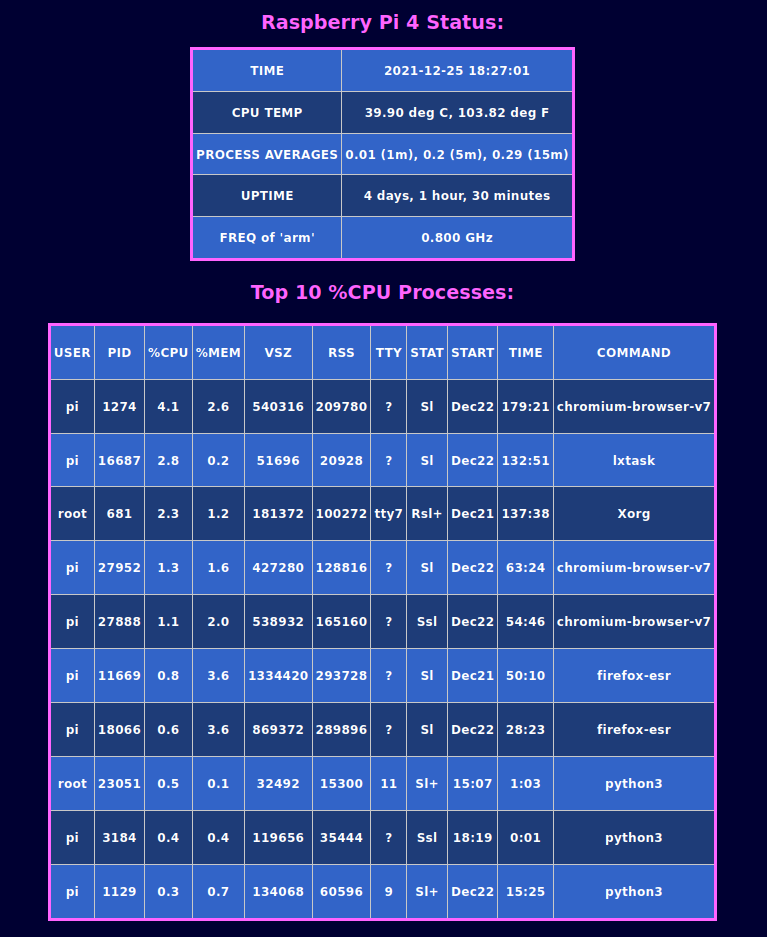 Raspberry Pi 4 Status:
TIME 2021-12-25 18:27:01
CPU TEMP 39.90 deg C, 103.82 deg F
PROCESS AVERAGES 0.01 (1m), 0.2 (5m), 0.29 (15m)
UPTIME 4 days, 1 hour, 30 minutes
FREQ of 'arm' 0.800 GHz
Top 10 %CPU Processes:
USER PID %CPU %MEM VSZ RSS TTY STAT START TIME COMMAND
pi 1274 4.1 2.6 540316 209780 ? Sl Dec22 179:21 chromium-browser-v7
pi 16687 2.8 0.2 51696 20928 ? Sl Dec22 132:51 lxtask
root 681 2.3 1.2 181372 100272 tty7 Rsl+ Dec21 137:38 Xorg
pi 27952 1.3 1.6 427280 128816 ? Sl Dec22 63:24 chromium-browser-v7
pi 27888 1.1 2.0 538932 165160 ? Ssl Dec22 54:46 chromium-browser-v7
pi 11669 0.8 3.6 1334420 293728 ? Sl Dec21 50:10 firefox-esr
pi 18066 0.6 3.6 869372 289896 ? Sl Dec22 28:23 firefox-esr
root 23051 0.5 0.1 32492 15300 11 Sl+ 15:07 1:03 python3
pi 3184 0.4 0.4 119656 35444 ? Ssl 18:19 0:01 python3
pi 1129 0.3 0.7 134068 60596 9 Sl+ Dec22 15:25 python3